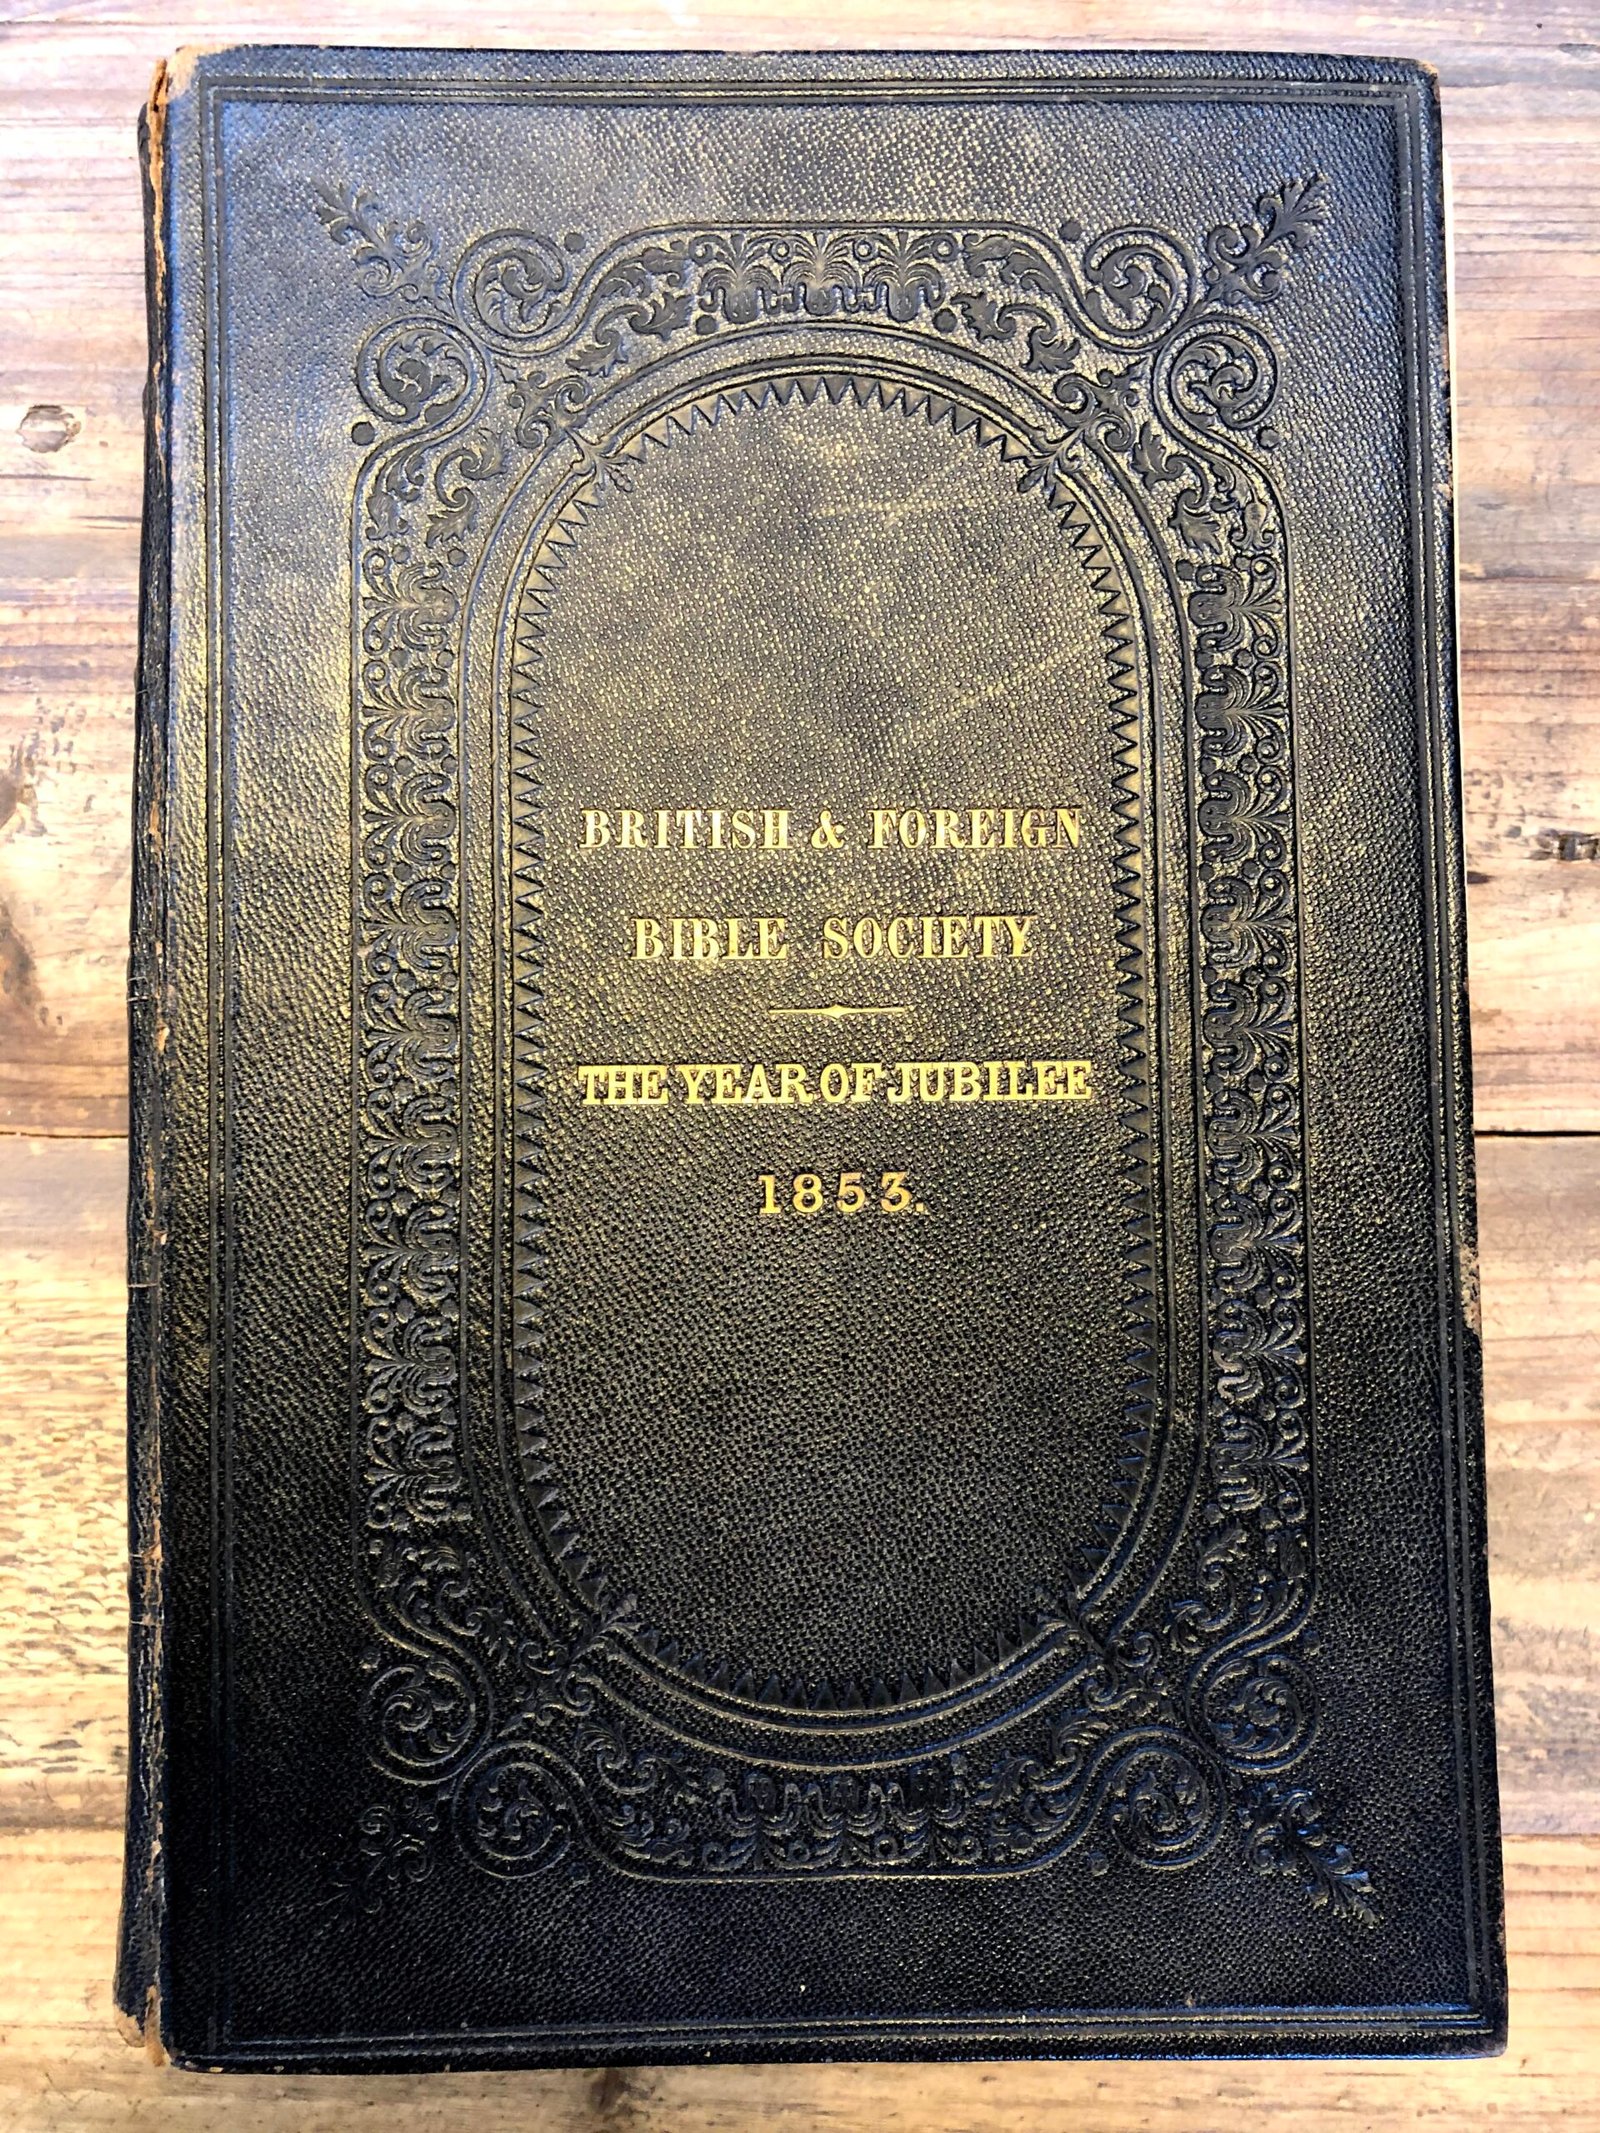 BRITISH & FOREIGN
BIBLE SOCIETY
THE YEAR OF JUBILEE
1853.